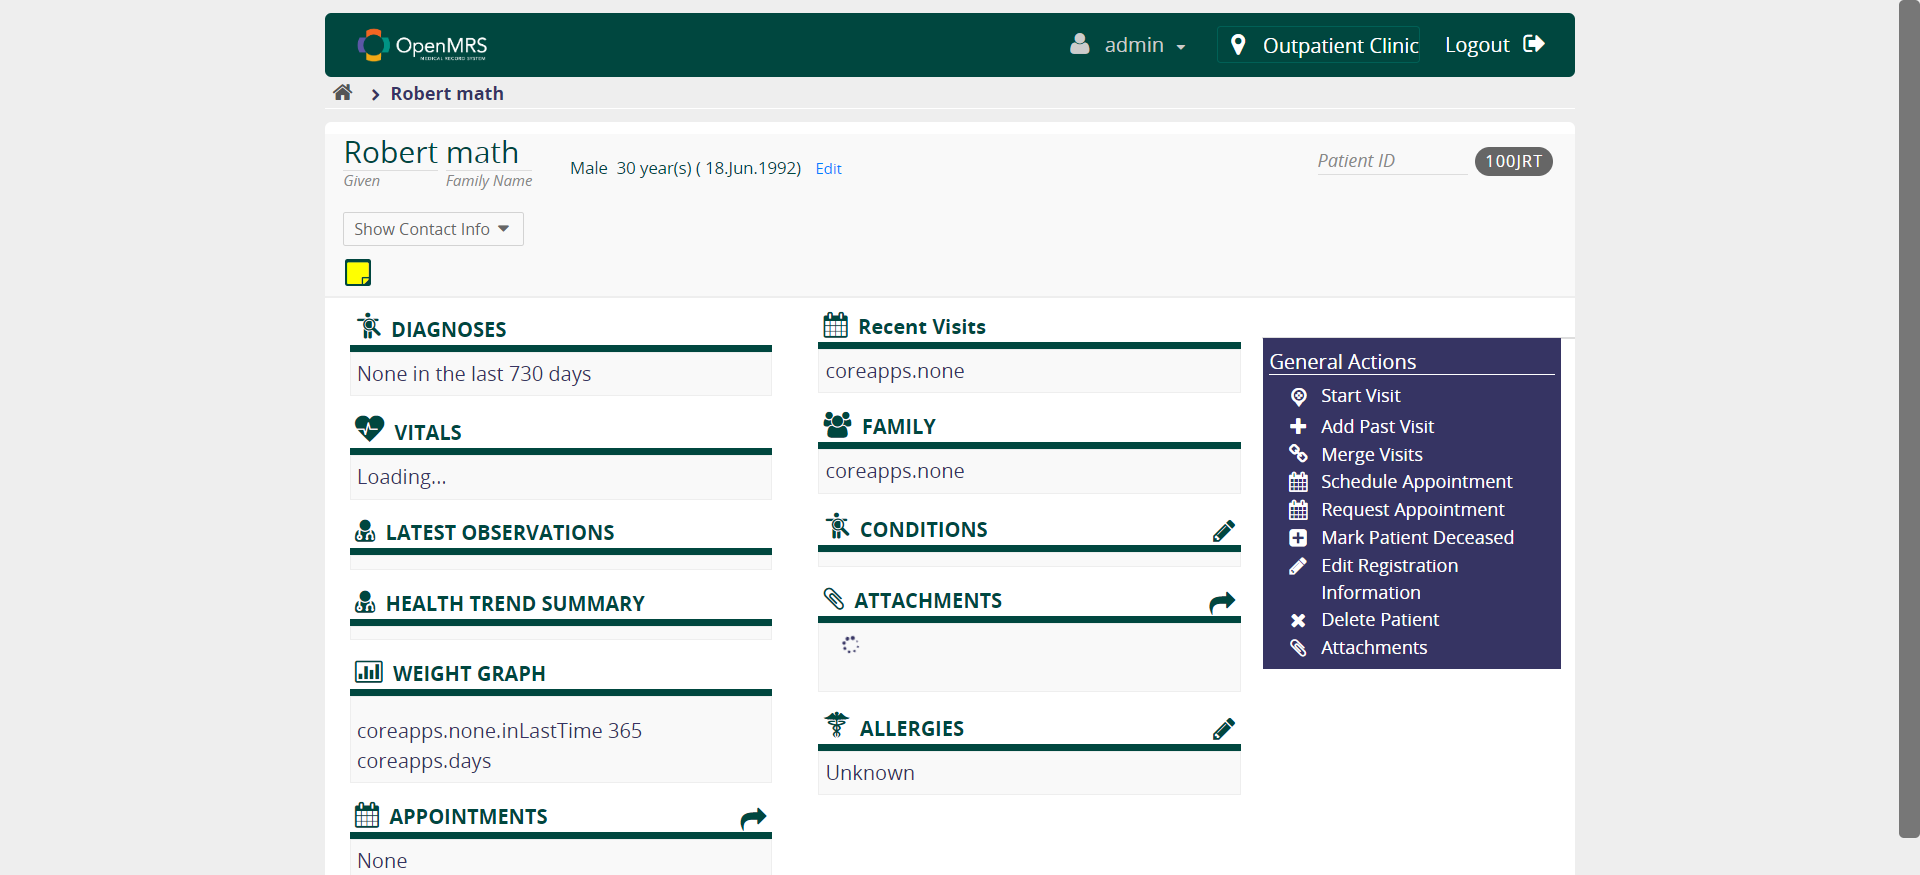 OpenMRS
MEDICAL RECORD SYSTEM
admin
Outpatient Clinic
Logout
Robert math
Robert math
Given Family Name
Male 30 year(s) ( 18.Jun.1992) Edit
Patient ID 100JRT
Show Contact Info
DIAGNOSES
None in the last 730 days
VITALS
Loading...
LATEST OBSERVATIONS
HEALTH TREND SUMMARY
WEIGHT GRAPH
coreapps.none.inLastTime 365
coreapps.days
APPOINTMENTS
None
Recent Visits
coreapps.none
FAMILY
coreapps.none
CONDITIONS
ATTACHMENTS
ALLERGIES
Unknown
General Actions
Start Visit
Add Past Visit
Merge Visits
Schedule Appointment
Request Appointment
Mark Patient Deceased
Edit Registration
Information
Delete Patient
Attachments